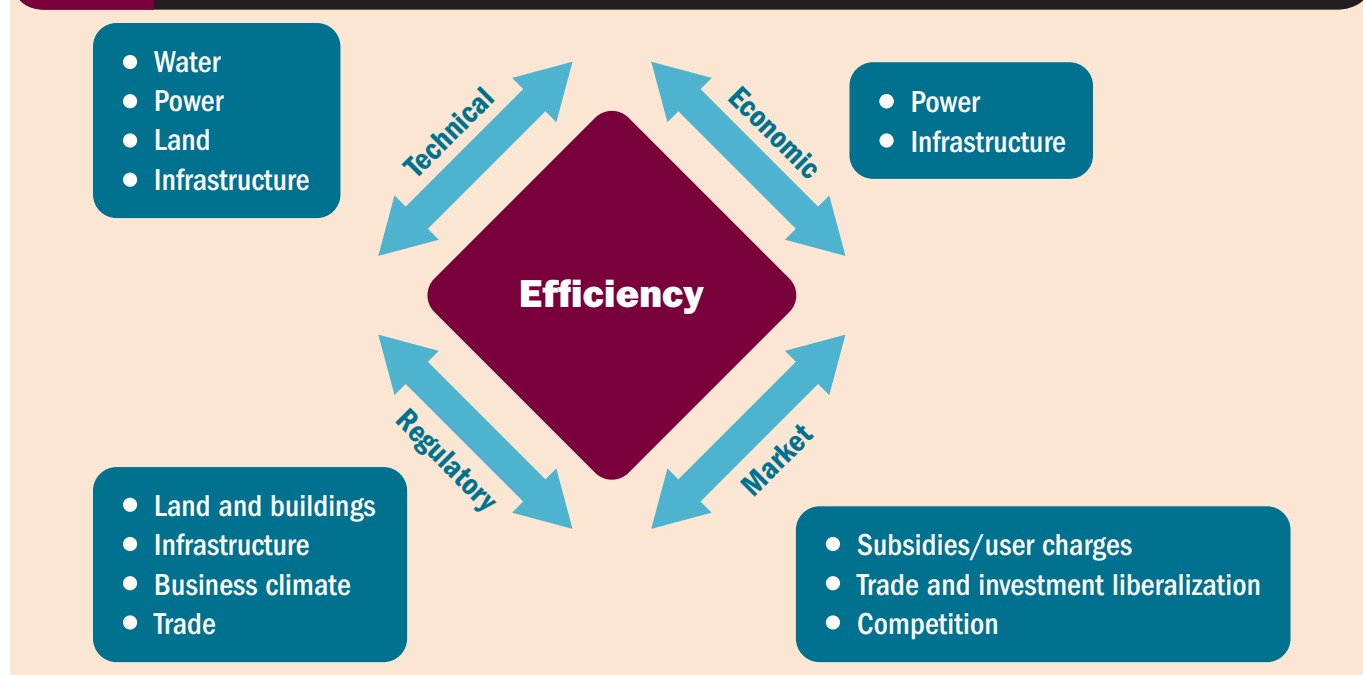 ● Water
● Power
● Land
● Infrastructure
Technical
Economic
● Power
● Infrastructure
Efficiency
Regulatory
Market
● Land and buildings
● Infrastructure
● Business climate
● Trade
● Subsidies/user charges
● Trade and investment liberalization
● Competition